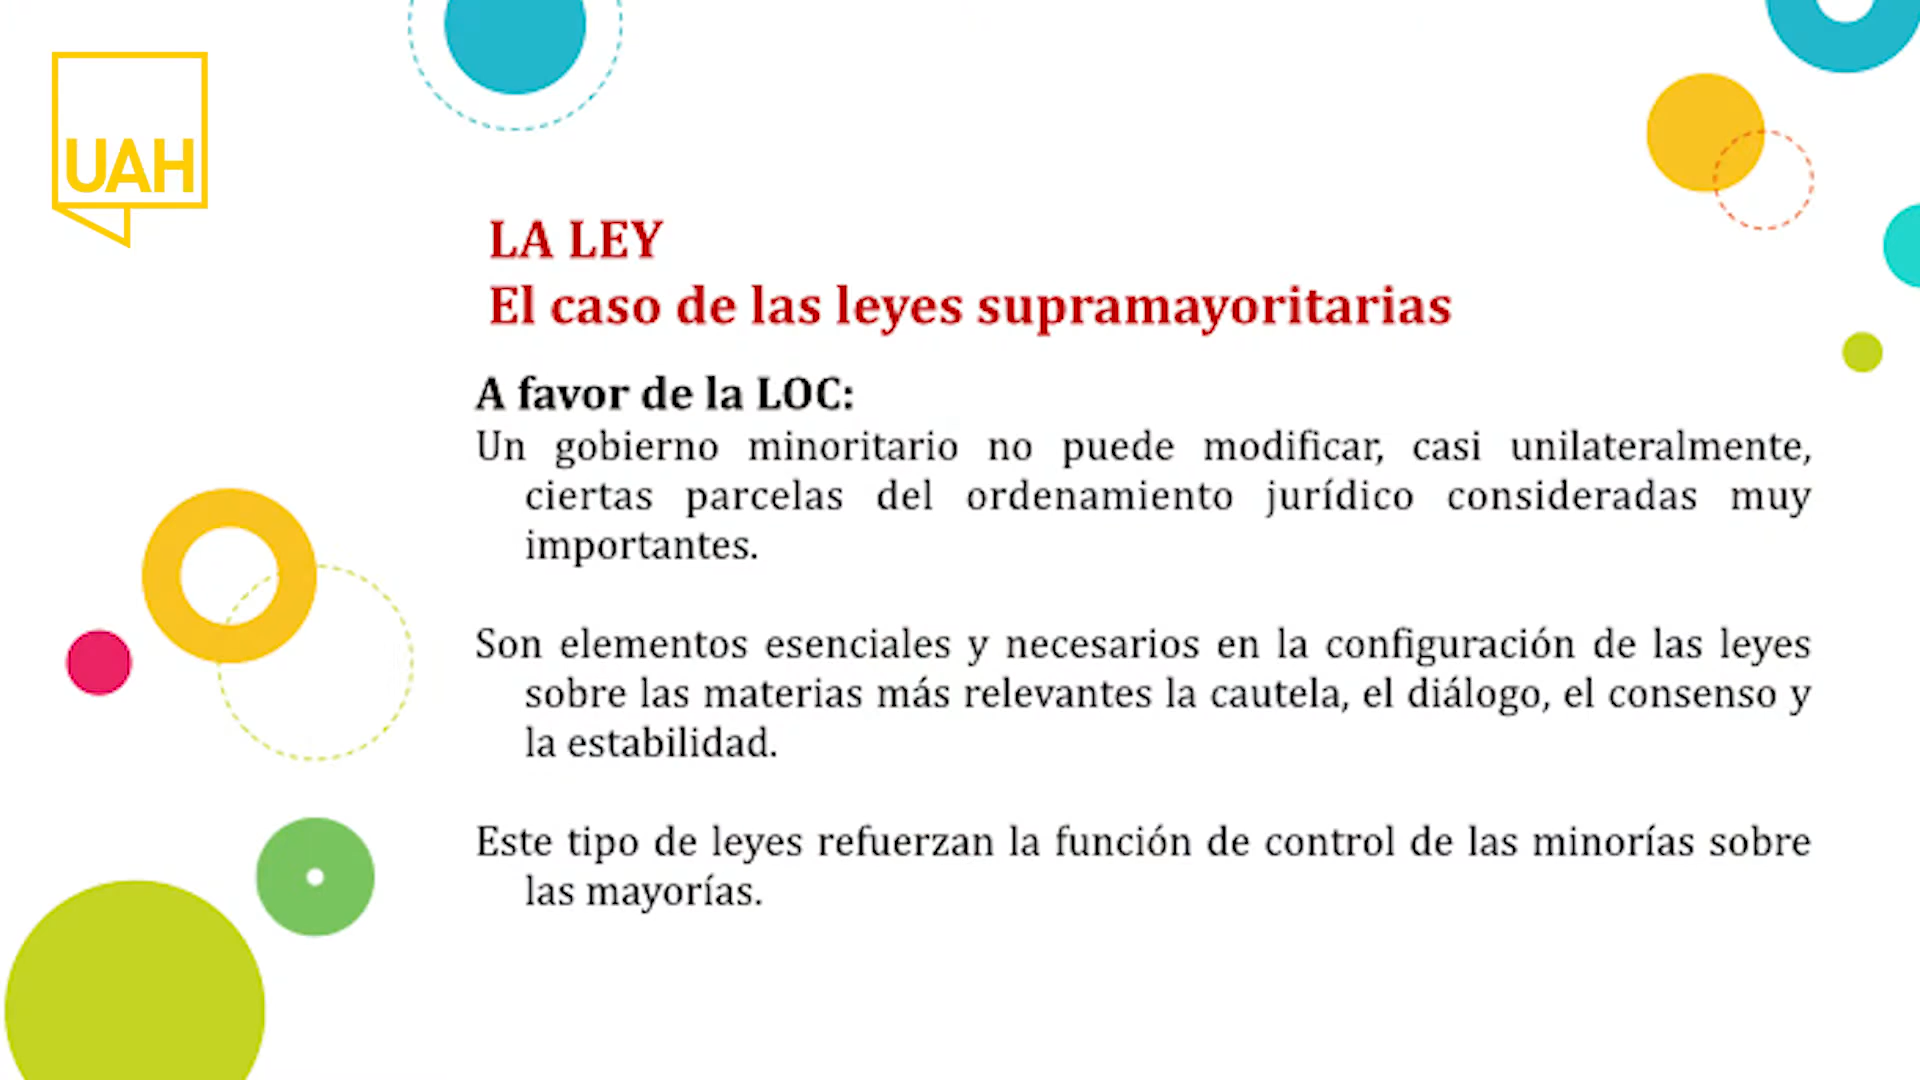 UAH
LA LEY
El caso de las leyes supramayoritarias
A favor de la LOC:
Un gobierno minoritario no puede modificar, casi unilateralmente,
ciertas parcelas del ordenamiento jurídico consideradas muy
importantes.
Son elementos esenciales y necesarios en la configuración de las leyes
sobre las materias más relevantes la cautela, el diálogo, el consenso y
la estabilidad.
Este tipo de leyes refuerzan la función de control de las minorías sobre
las mayorías.